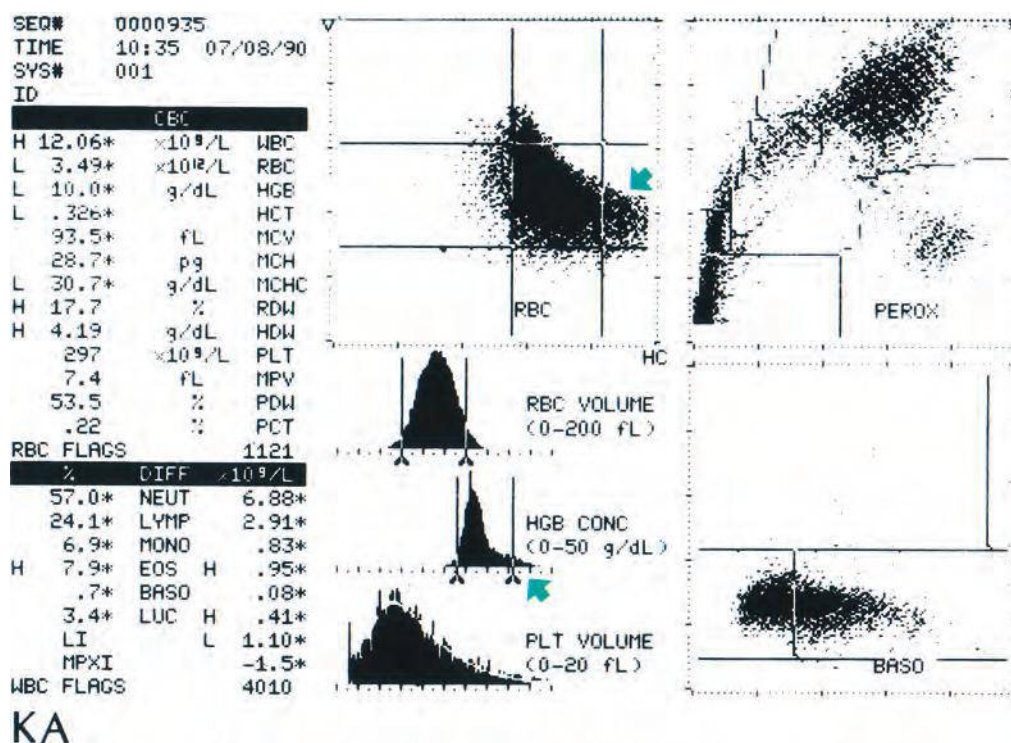 SEQ# 0000935
TIME 10:35 07/08/90
SYS# 001
ID
CBC
H 12.06* x10⁹/L WBC
L 3.49* x10¹²/L RBC
L 10.0* g/dL HGB
L .326* HCT
93.5* fL MCV
28.7* pg MCH
L 30.7* g/dL MCHC
H 17.7 % RDW
H 4.19 g/dL HDW
297 x10⁹/L PLT
7.4 fL MPV
53.5 % PDW
.22 % PCT
RBC FLAGS 1121
% DIFF x10⁹/L
57.0* NEUT 6.88*
24.1* LYMP 2.91*
6.9* MONO .83*
H 7.9* EOS H .95*
.7* BASO .08*
3.4* LUC H .41*
LI L 1.10*
MPXI -1.5*
WBC FLAGS 4010
KA
V
RBC
HC
RBC VOLUME
(0-200 fL)
HGB CONC
(0-50 g/dL)
PLT VOLUME
(0-20 fL)
PEROX
BASO